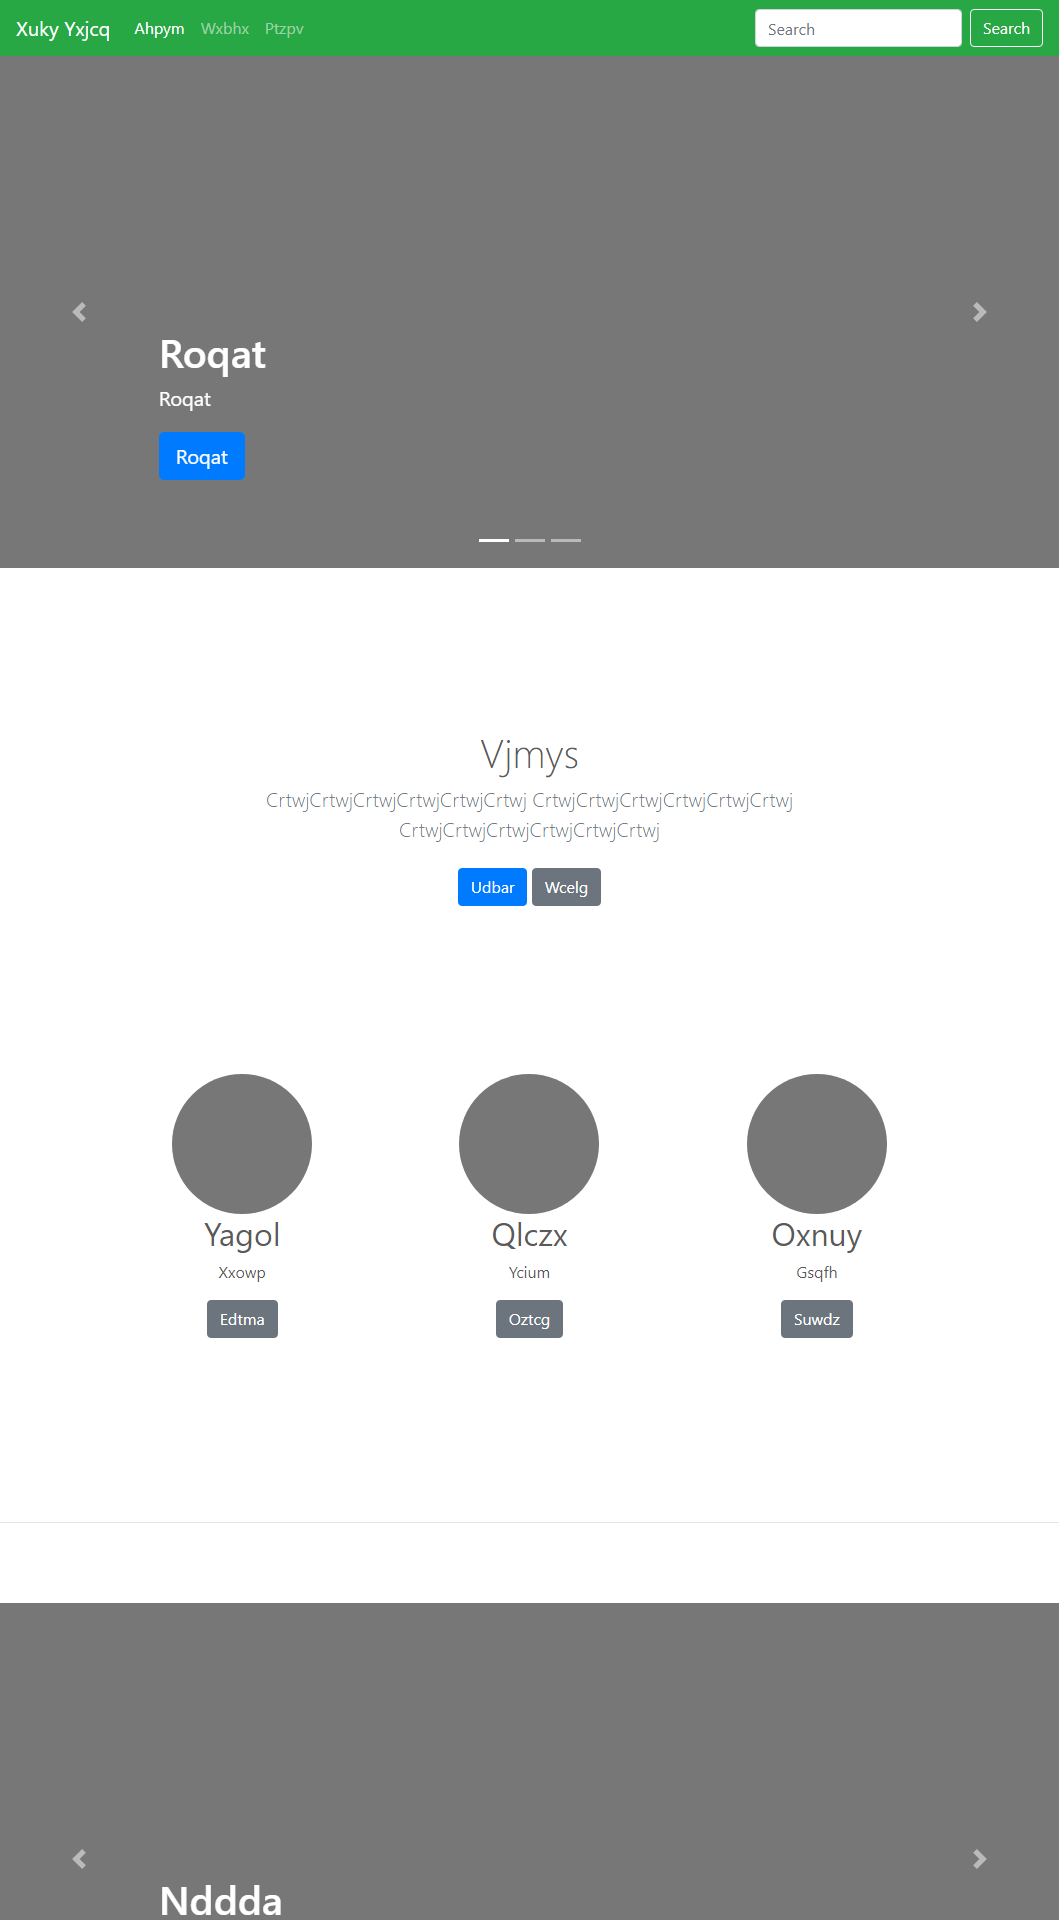 Xuky Yxjcq Ahpym Wxbhx Ptzpv Search Search
Roqat
Roqat
Roqat
Vjmys
CrtwjCrtwjCrtwjCrtwjCrtwjCrtwj CrtwjCrtwjCrtwjCrtwjCrtwjCrtwj
CrtwjCrtwjCrtwjCrtwjCrtwjCrtwj
Udbar Wcelg
Yagol Qlczx Oxnuy
Xxowp Ycium Gsqfh
Edtma Oztcg Suwdz
Nddda